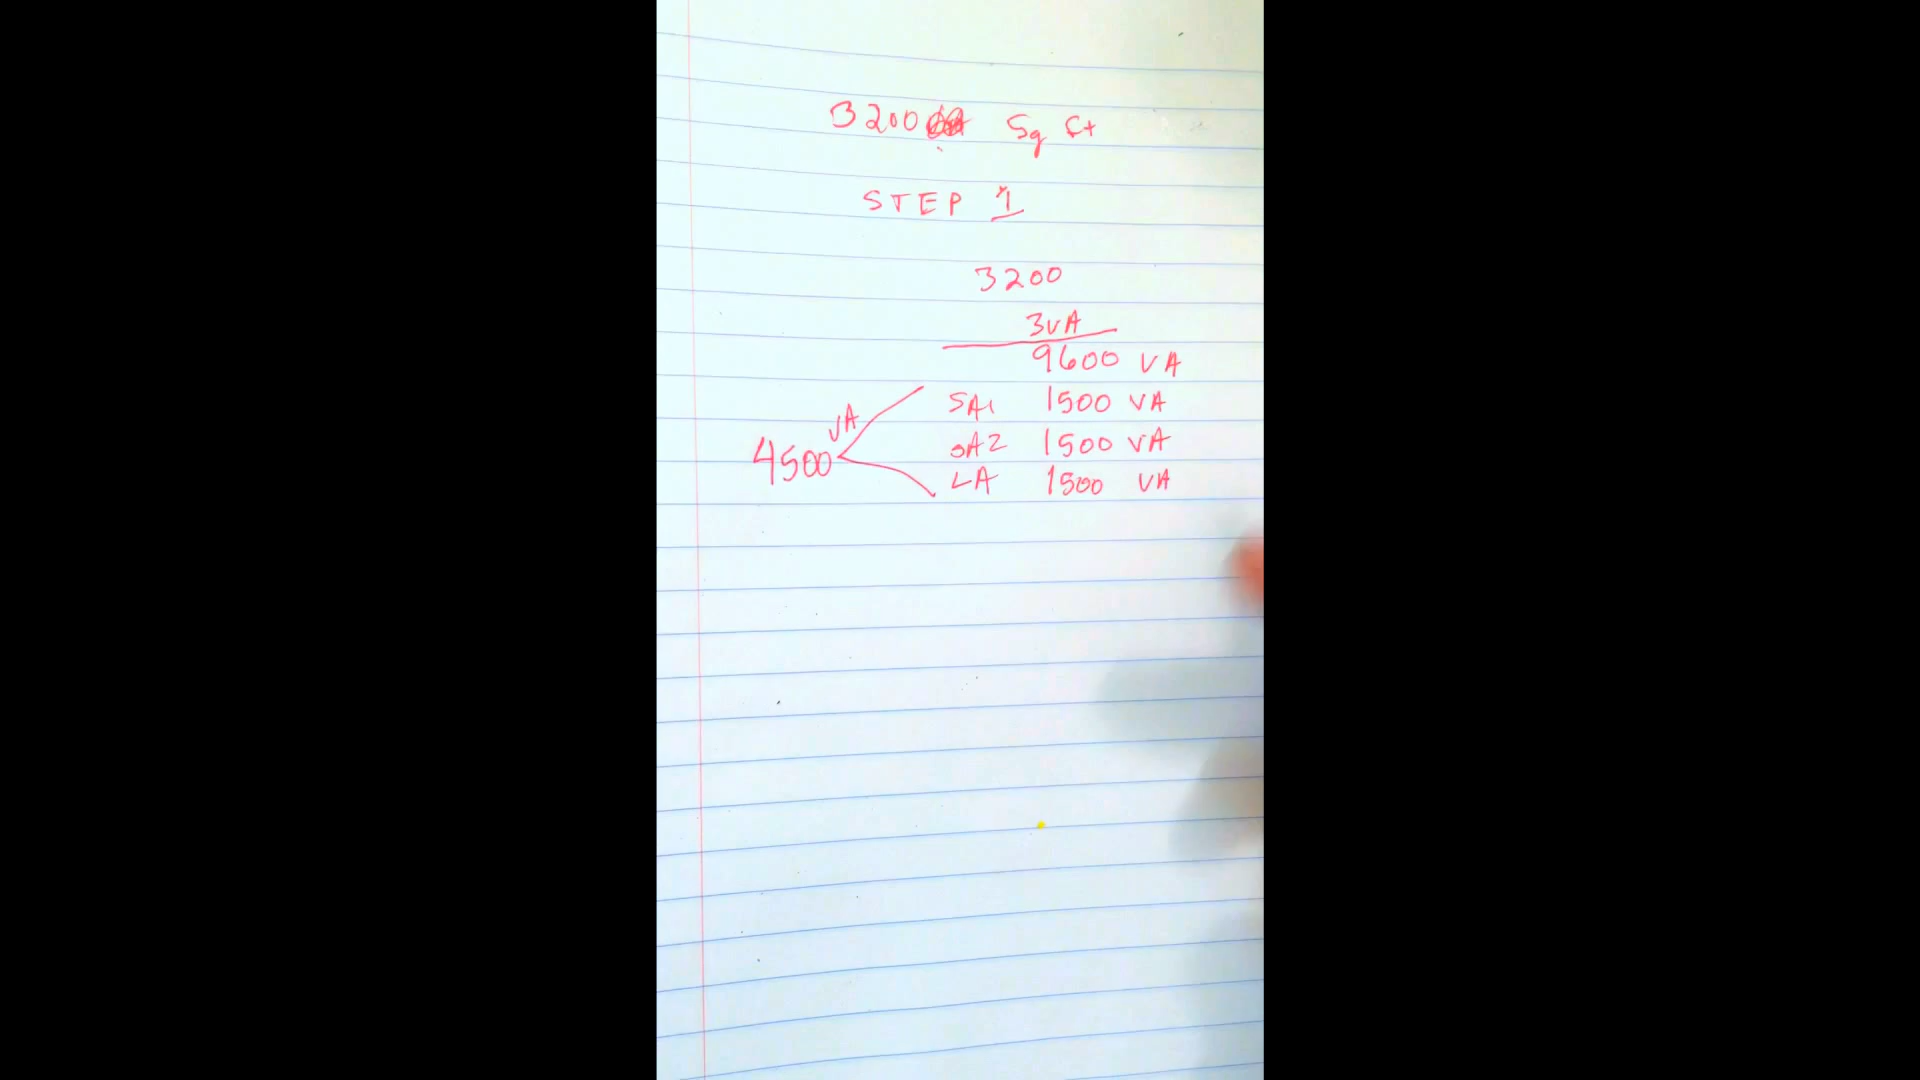 3200 Sq ft
STEP 1
3200
3VA
9600 VA
SA1 1500 VA
SA2 1500 VA
LA 1500 VA
4500 VA